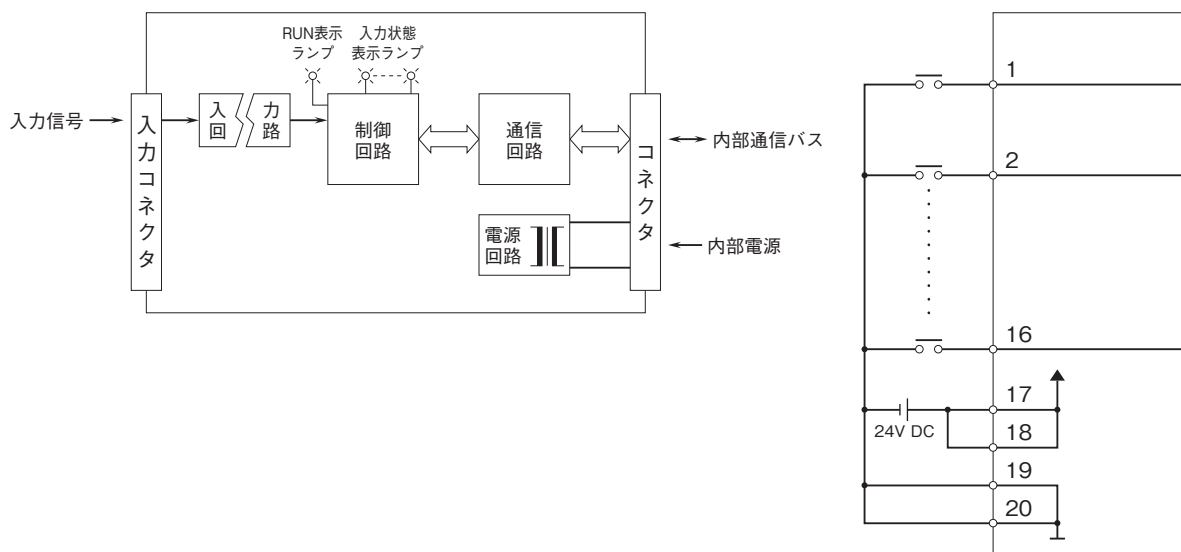 RUN表示
ランプ
入力状態
表示ランプ
入力信号
入力コネクタ
入力
回路
制御
回路
通信
回路
コネクタ
内部通信バス
電源
回路
内部電源
1
2
16
17
24V DC
18
19
20